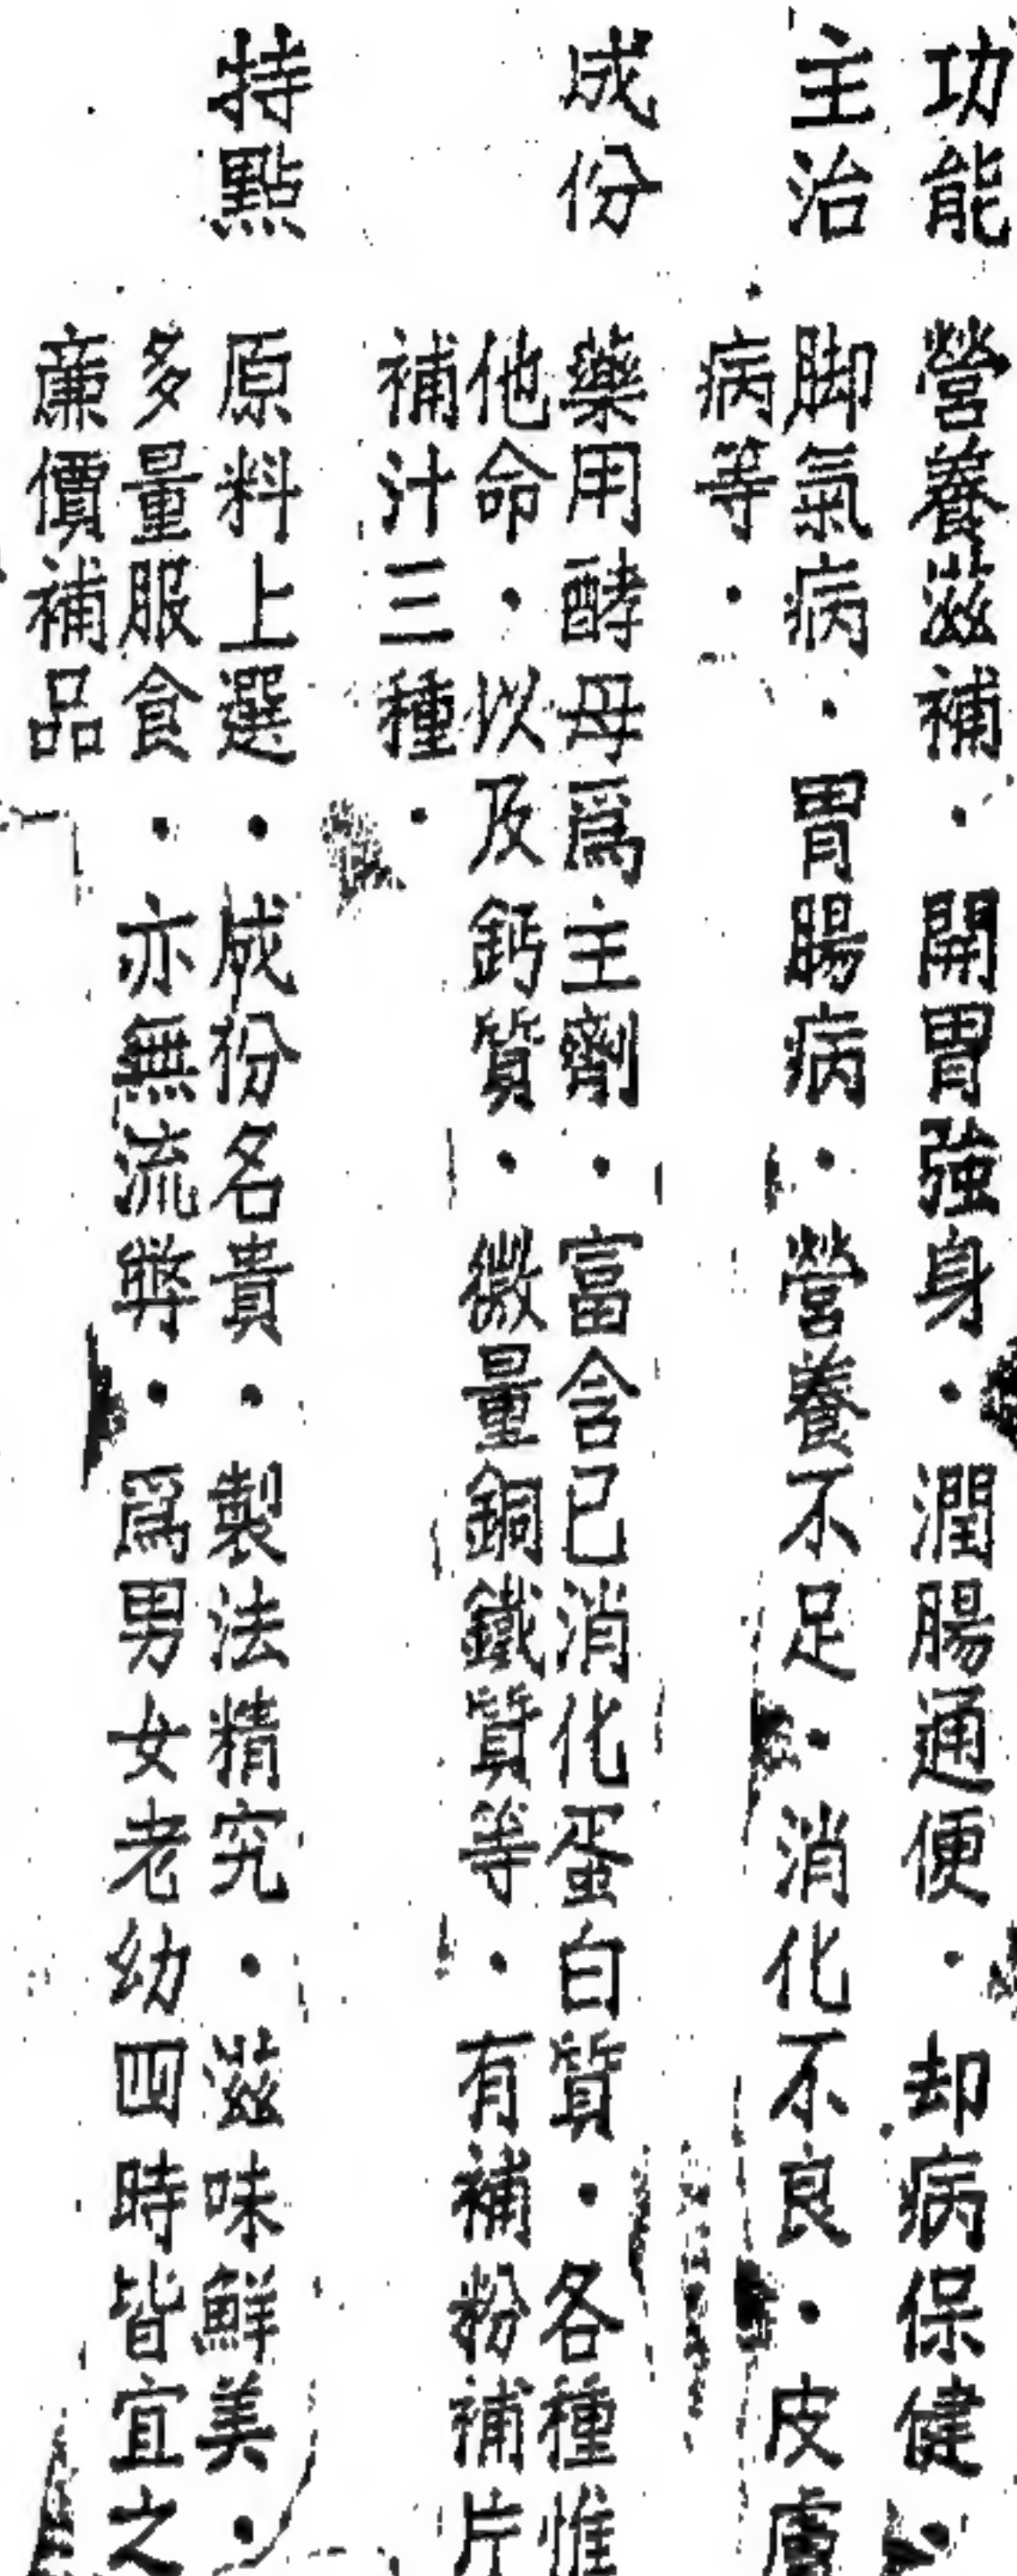 功能　營養滋補・開胃強身・潤腸通便・却病保健・
主治　脚氣病・胃腸病・營養不足・消化不良・皮膚
病等・
成份　藥用酵母爲主劑・富含已消化蛋白質・各種惟
他命・以及鈣質・微量銅鐵質等・有補粉補片
補汁三種・
特點　原料上選・成份名貴・製法精究・滋味鮮美・
多量服食・亦無流弊・爲男女老幼四時皆宜之
亷價補品